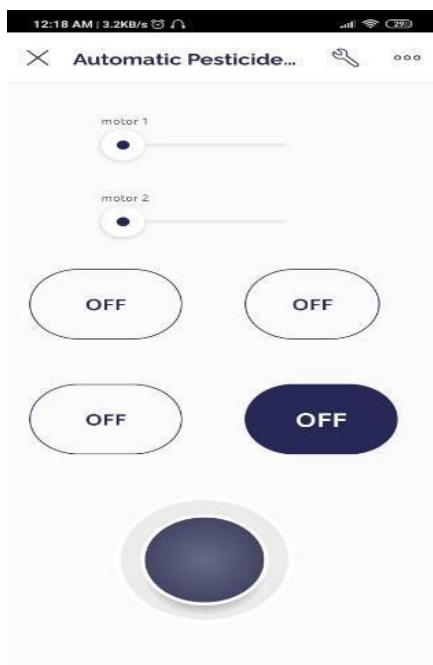 12:18 AM | 3.2KB/s 29
Automatic Pesticide...
motor 1
motor 2
OFF OFF
OFF OFF